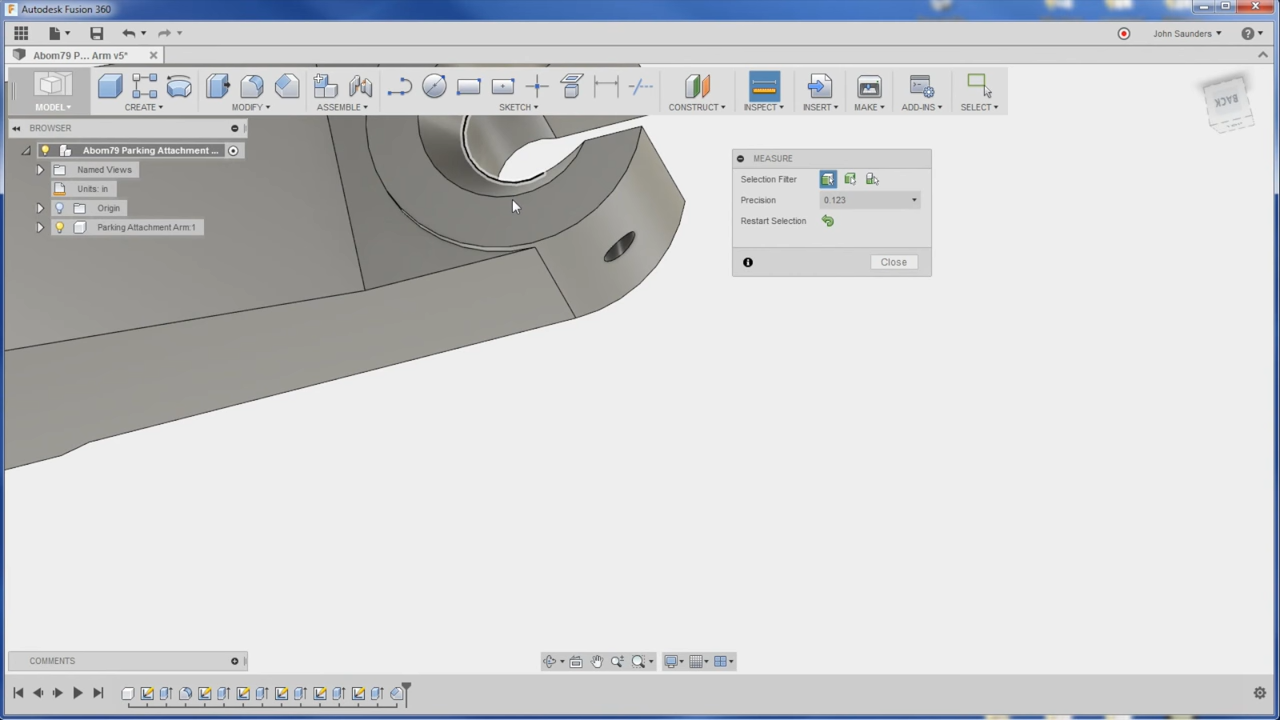 Autodesk Fusion 360
John Saunders
Abom79 P... Arm v5*
MODEL
CREATE
MODIFY
ASSEMBLE
SKETCH
CONSTRUCT
INSPECT
INSERT
MAKE
ADD-INS
SELECT
BACK
BROWSER
Abom79 Parking Attachment ...
Named Views
Units: in
Origin
Parking Attachment Arm:1
MEASURE
Selection Filter
Precision 0.123
Restart Selection
Close
COMMENTS